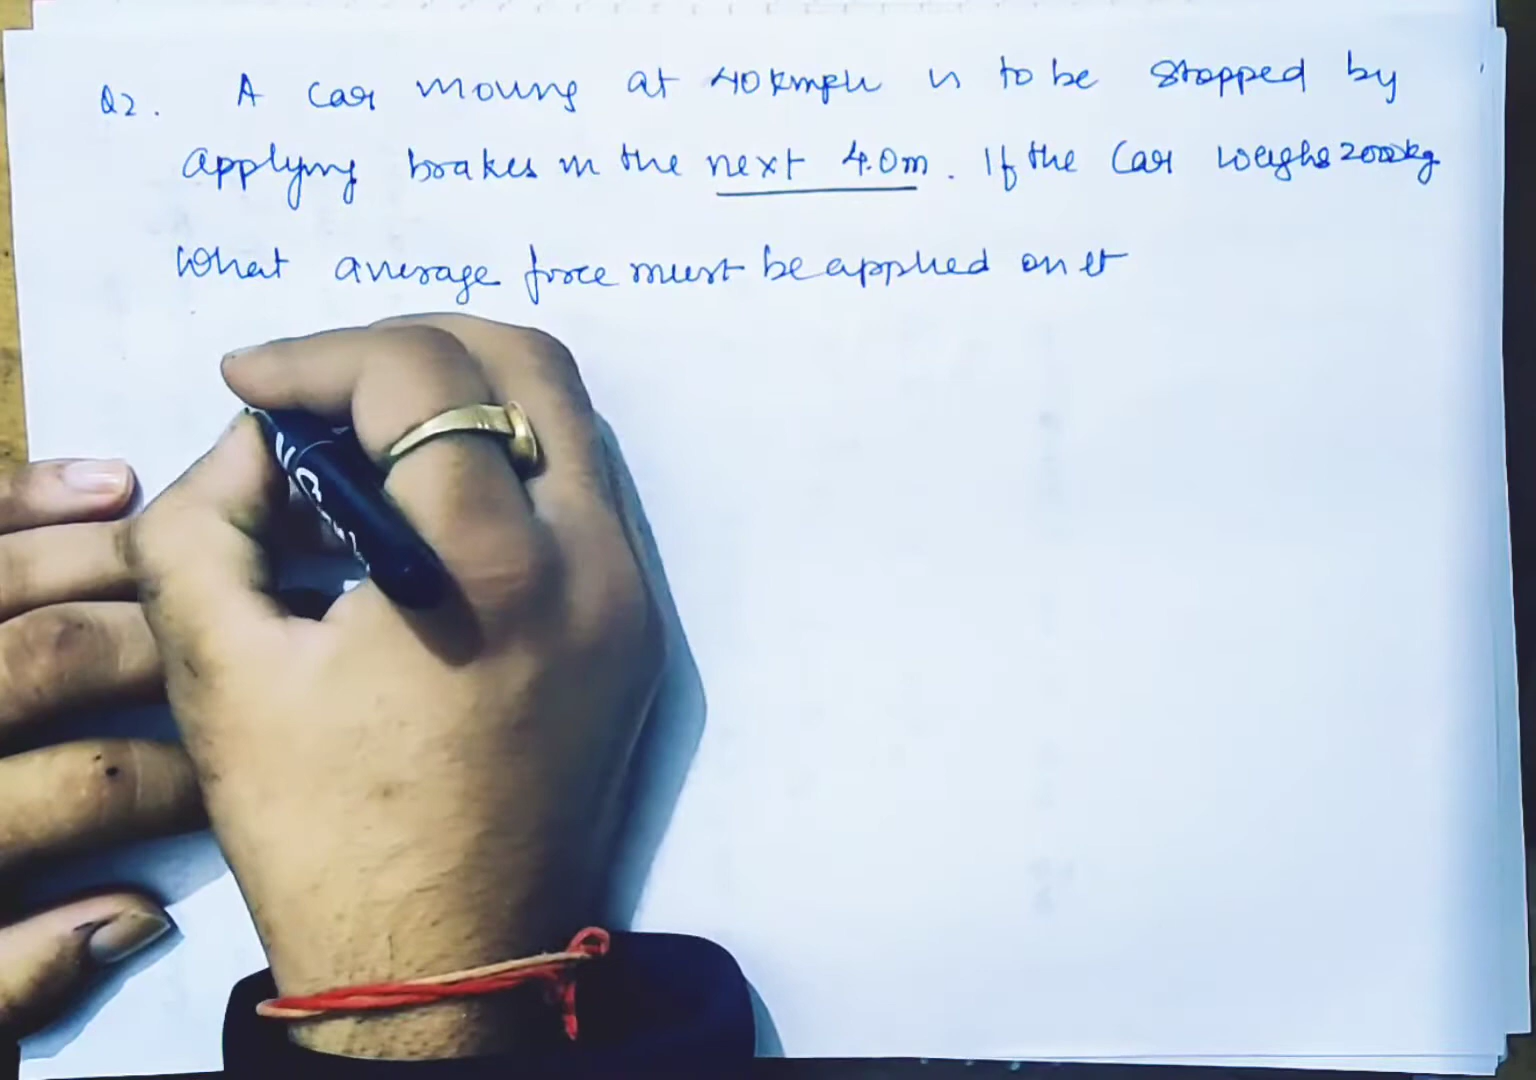 Q2. A car moving at 40kmph is to be stopped by
applying brakes in the next 4.0m. If the Car weighs 2000kg
What average force must be applied on it